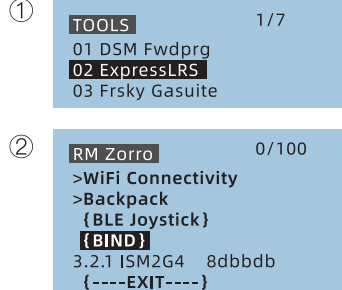 ①
TOOLS 1/7
01 DSM Fwdprg
02 ExpressLRS
03 Frsky Gasuite
②
RM Zorro 0/100
>WiFi Connectivity
>Backpack
{BLE Joystick}
{BIND}
3.2.1 ISM2G4 8dbbdb
{----EXIT----}